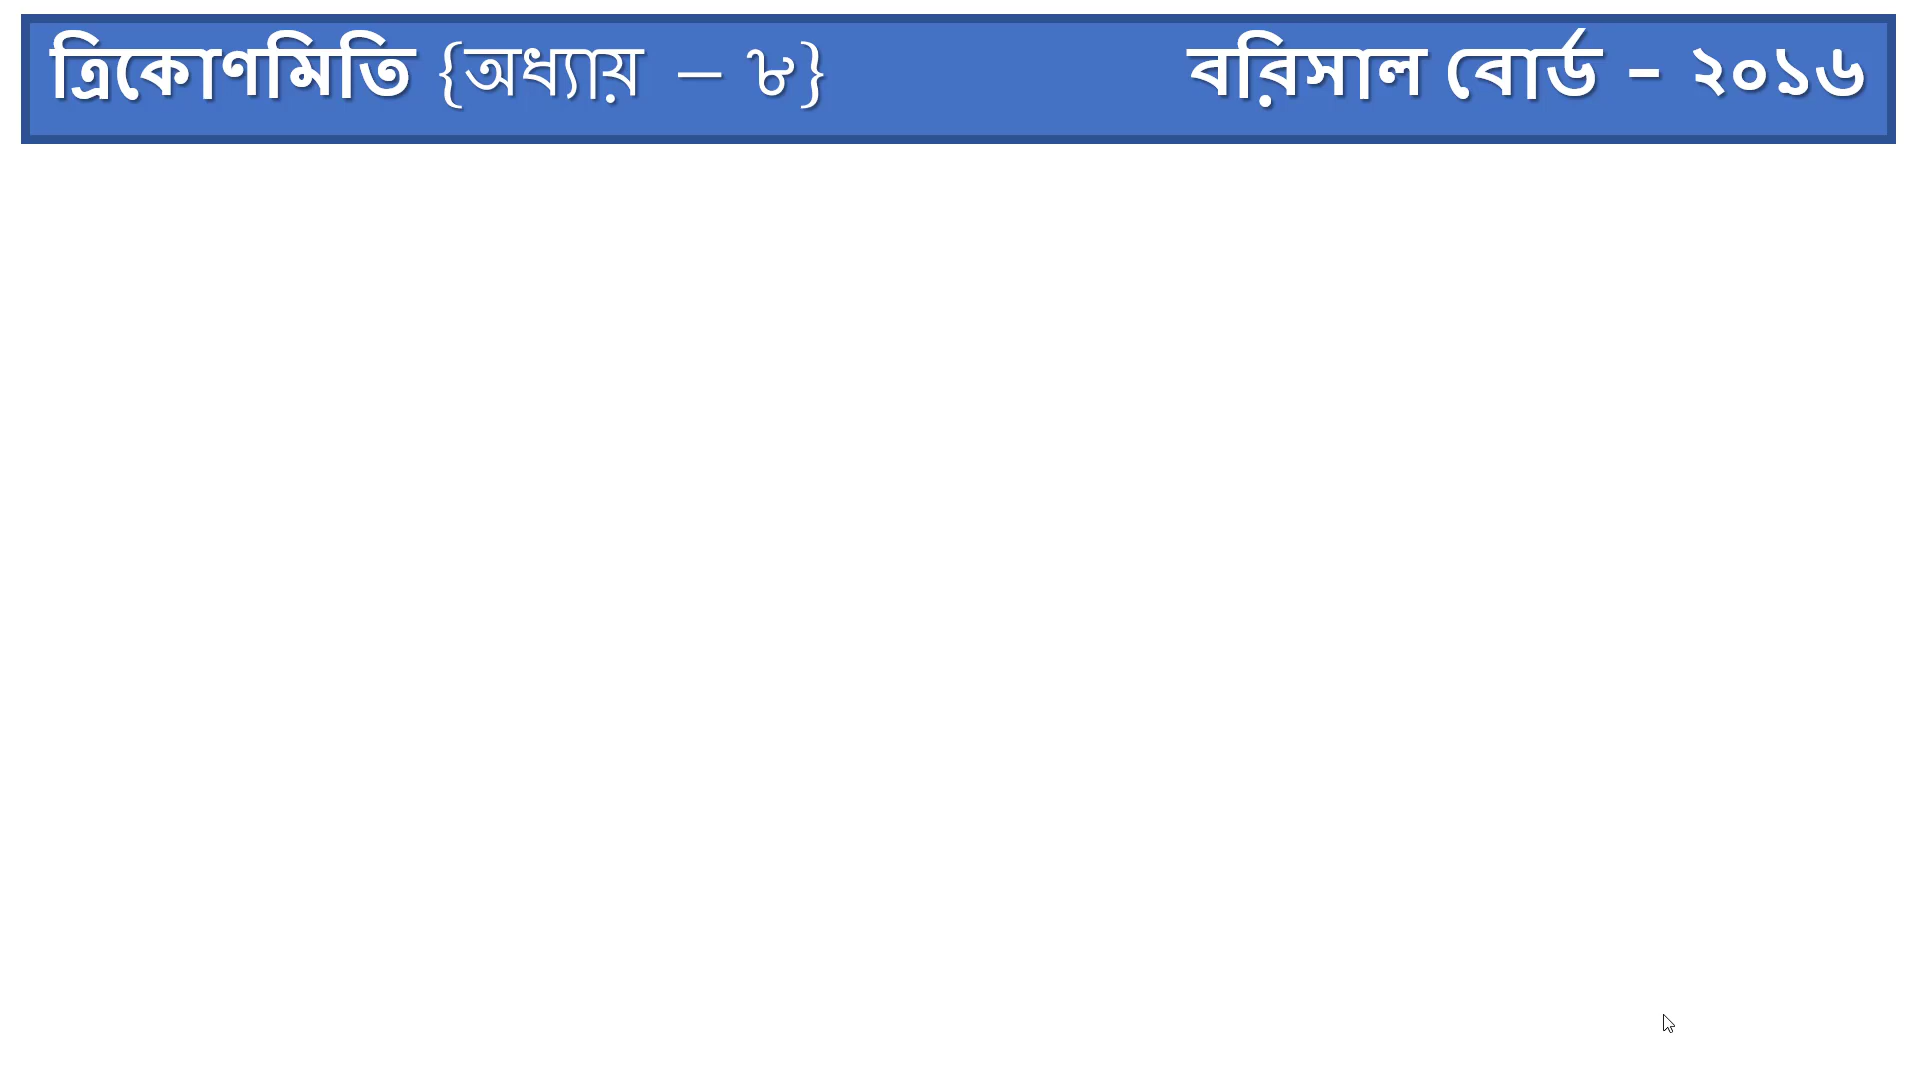 ত্রিকোণমিতি {অধ্যায় – ৮} বরিসাল বোর্ড – ২০১৬